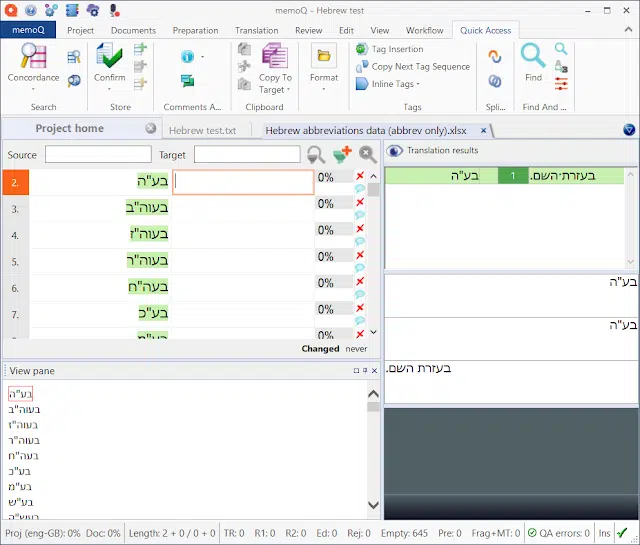 memoQ - Hebrew test
memoQ Project Documents Preparation Translation Review Edit View Workflow Quick Access
Concordance
Search
Confirm
Store
Comments A...
Copy To Target
Clipboard
Format
Tag Insertion
Copy Next Tag Sequence
Inline Tags
Tags
Spli...
Find
Find And ...
Project home
Hebrew test.txt
Hebrew abbreviations data (abbrev only).xlsx
Source
Target
2. בע"ה 0%
3. בעוה"ב 0%
4. בעוה"ז 0%
5. בעוה"ר 0%
6. בעה"ח 0%
7. בע"כ 0%
בע"מ 0%
Changed never
View pane
בע"ה
בעוה"ב
בעוה"ז
בעוה"ר
בעה"ח
בע"כ
בע"מ
בע"ש
בעש"ה
Translation results
בע"ה 1 בעזרת·השם.
בע"ה
בע"ה
בעזרת השם.
Proj (eng-GB): 0% Doc: 0% Length: 2 + 0 / 0 + 0 TR: 0 R1: 0 R2: 0 Ed: 0 Rej: 0 Empty: 645 Pre: 0 Frag+MT: 0 QA errors: 0 Ins